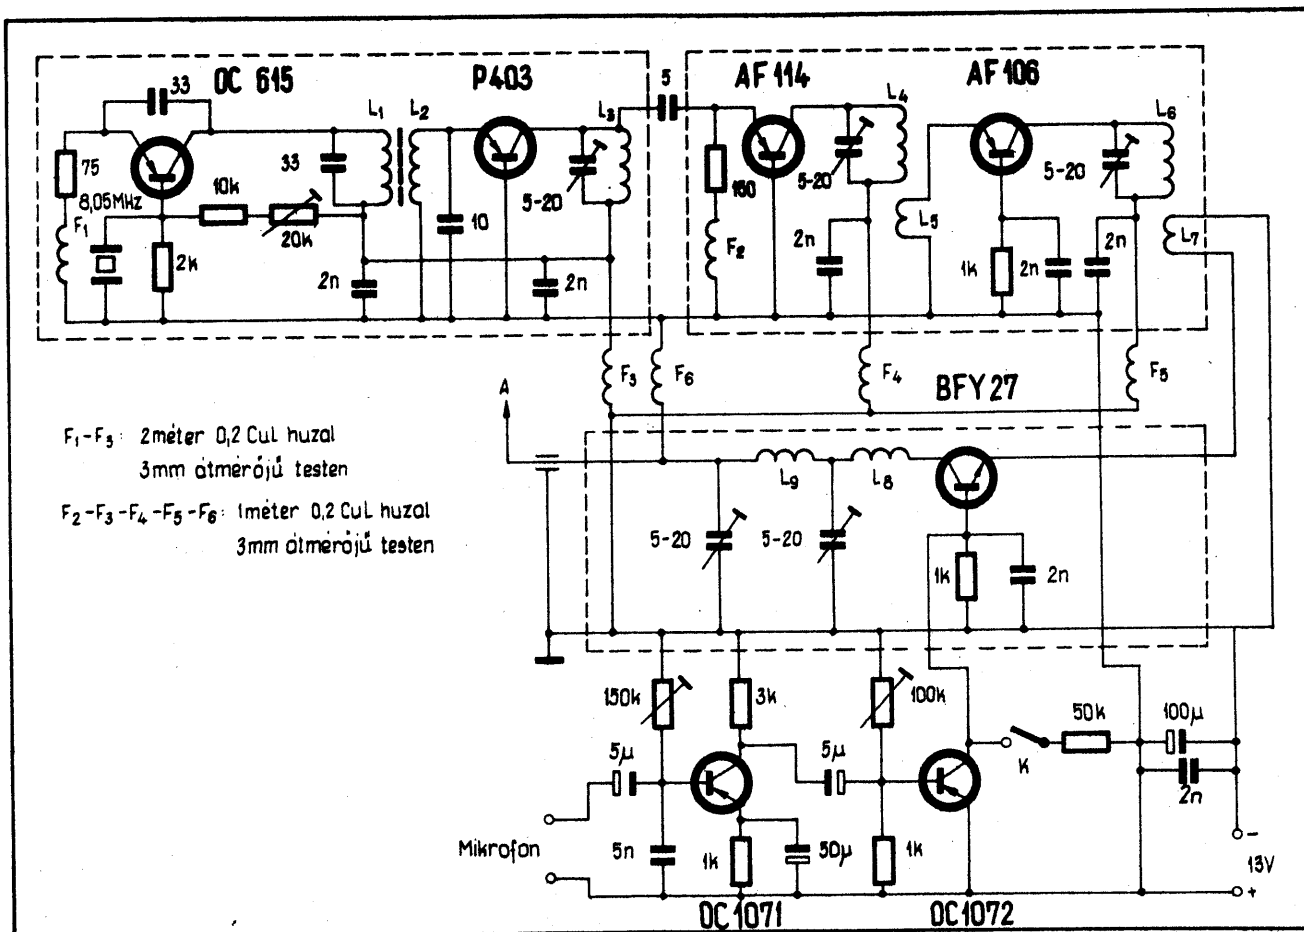 OC 615
P403
AF 114
AF 106
33
L₁
L₂
L₃
5
L₄
L₆
75
8,05MHz
F₁
33
10k
20k
2k
2n
10
5-20
2n
160
F₂
5-20
2n
L₅
1k
2n
5-20
2n
L₇
F₃
F₆
F₄
F₅
BFY 27
A
F₁-F₃: 2méter 0,2 CuL huzal
3mm átmérőjű testen
F₂-F₃-F₄-F₅-F₆: 1méter 0,2 CuL huzal
3mm átmérőjű testen
L₉
L₈
5-20
5-20
1k
2n
150k
3k
100k
50k
100µ
5µ
5µ
K
2n
Mikrofon
5n
1k
50µ
1k
-
13V
+
OC1071
OC1072